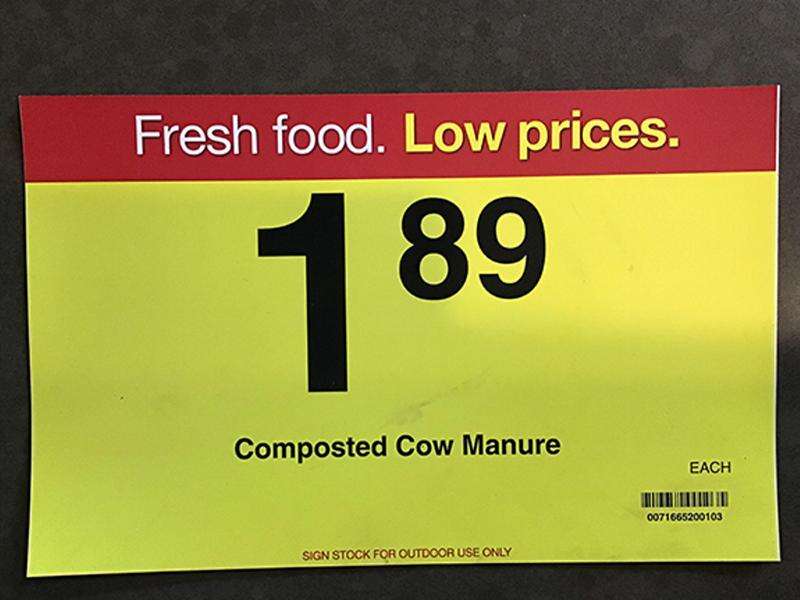 Fresh food. Low prices.
1 89
Composted Cow Manure
EACH
0071665200103
SIGN STOCK FOR OUTDOOR USE ONLY